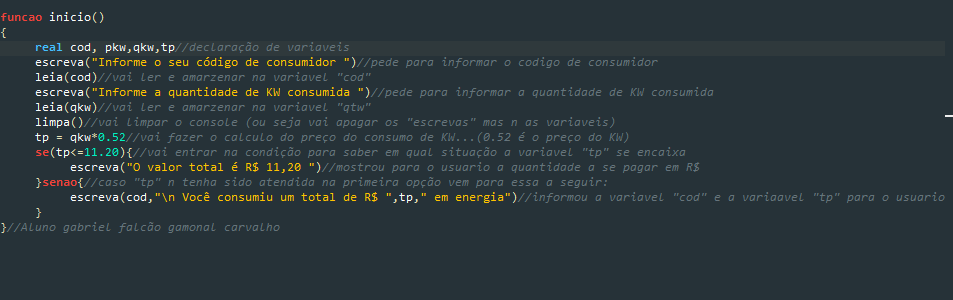 funcao inicio()
{
real cod, pkw,qkw,tp//declaração de variaveis
escreva("Informe o seu código de consumidor ")//pede para informar o codigo de consumidor
leia(cod)//vai ler e amarzenar na variavel "cod"
escreva("Informe a quantidade de KW consumida ")//pede para informar a quantidade de KW consumida
leia(qkw)//vai ler e amarzenar na variavel "qtw"
limpa()//vai limpar o console (ou seja vai apagar os "escrevas" mas n as variaveis)
tp = qkw*0.52//vai fazer o calculo do preço do consumo de KW...(0.52 é o preço do KW)
se(tp<=11.20){//vai entrar na condição para saber em qual situação a variavel "tp" se encaixa
escreva("O valor total é R$ 11,20 ")//mostrou para o usuario a quantidade a se pagar em R$
}senao{//caso "tp" n tenha sido atendida na primeira opção vem para essa a seguir:
escreva(cod,"\n Você consumiu um total de R$ ",tp," em energia")//informou a variavel "cod" e a variaavel "tp" para o usuario
}
}//Aluno gabriel falcão gamonal carvalho